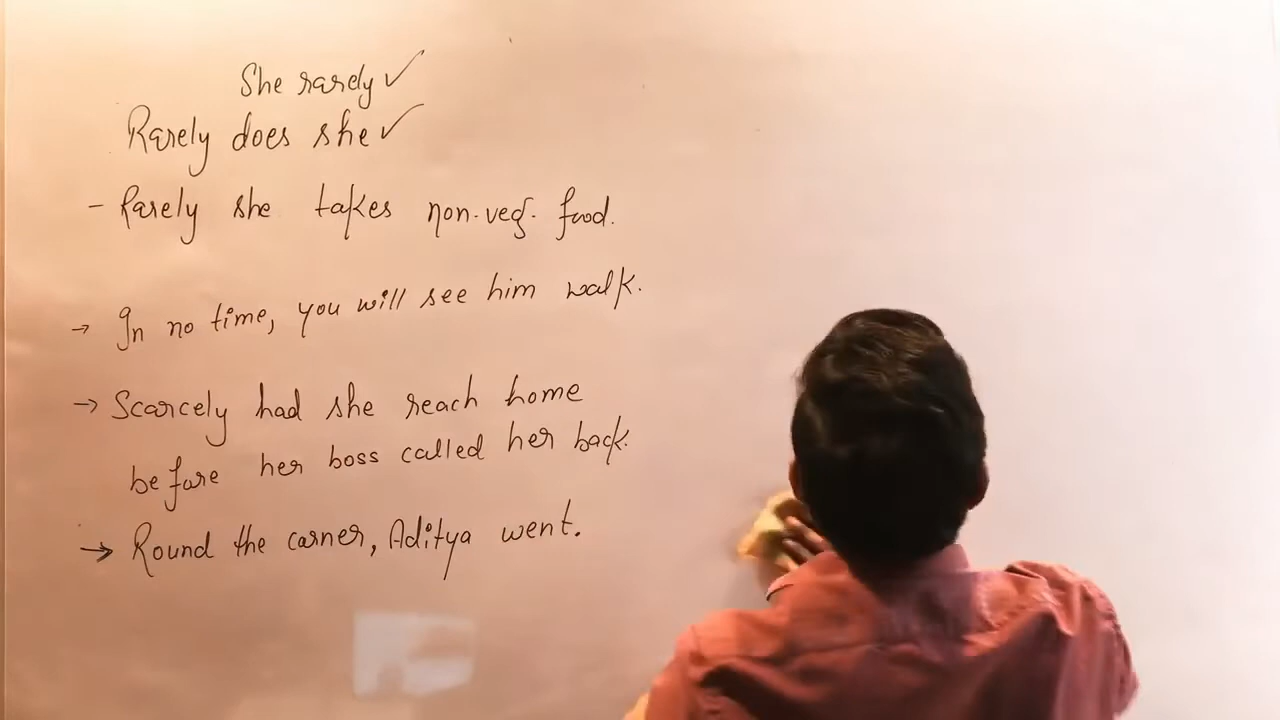 She rarely ✓
Rarely does she ✓
- Rarely she takes non-veg. food.
→ In no time, you will see him walk.
→ Scarcely had she reach home
before her boss called her back.
→ Round the corner, Aditya went.